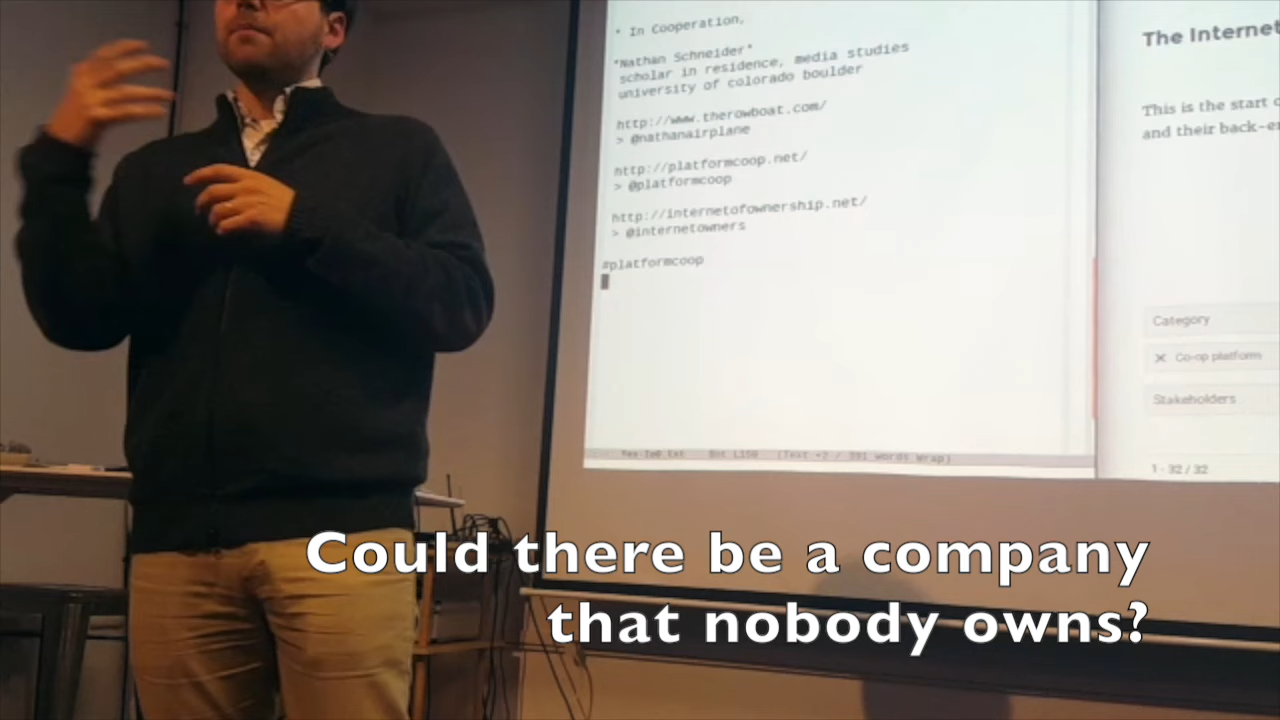 * In Cooperation,
*Nathan Schneider*
scholar in residence, media studies
university of colorado boulder
http://www.therowboat.com/
> @nathanairplane
http://platformcoop.net/
> @platformcoop
http://internetofownership.net/
> @internetowners
#platformcoop
The Internet
This is the start
and their back-e
Category
× Co-op platform
Stakeholders
1 - 32 / 32
Could there be a company
that nobody owns?